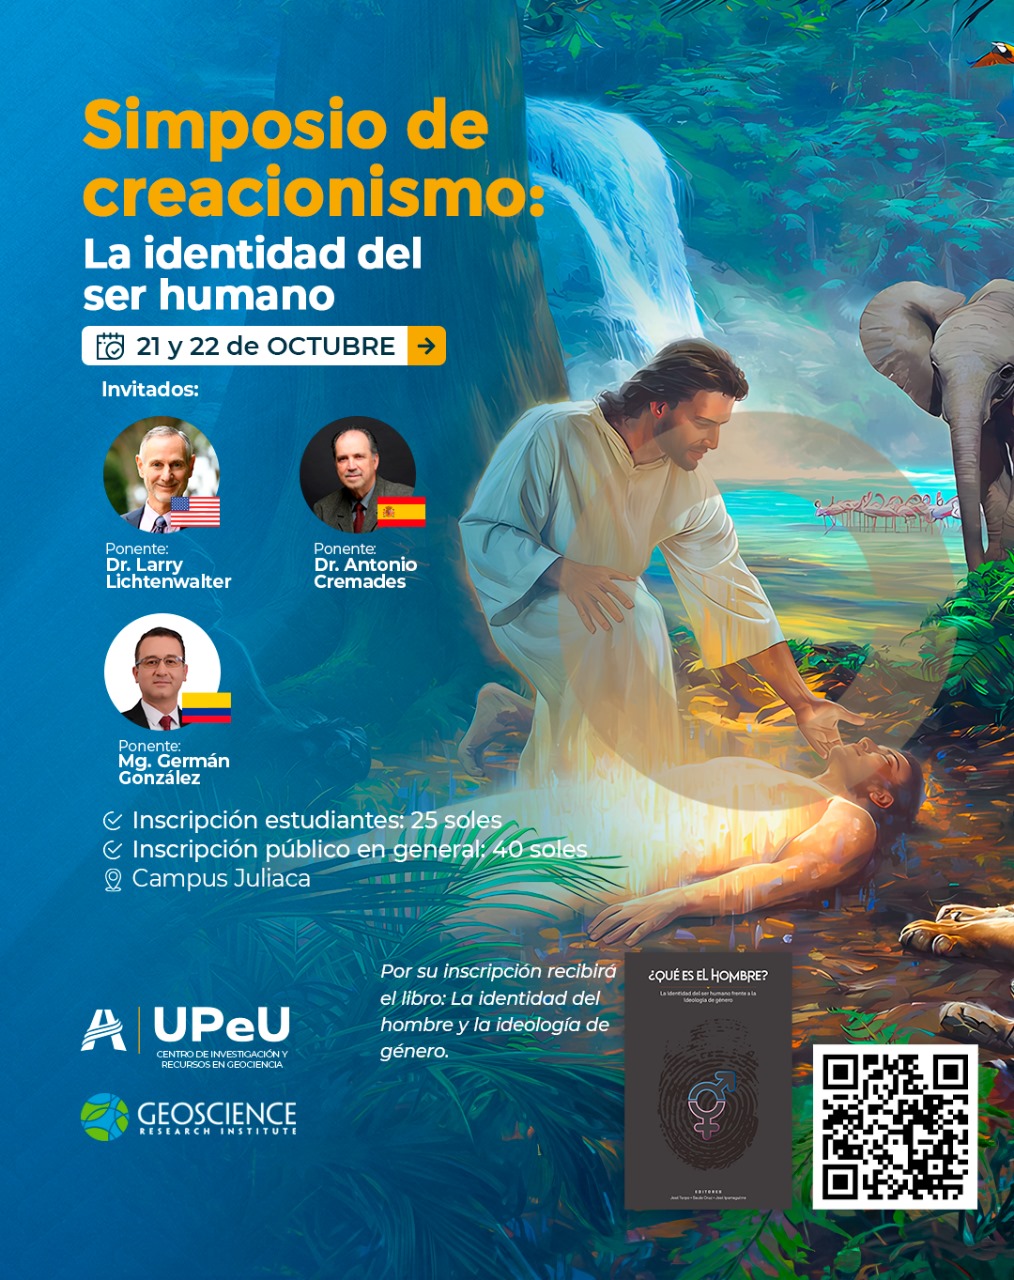 Simposio de
creacionismo:
La identidad del
ser humano
21 y 22 de OCTUBRE
Invitados:
Ponente:
Dr. Larry
Lichtenwalter
Ponente:
Dr. Antonio
Cremades
Ponente:
Mg. Germán
González
Inscripción estudiantes: 25 soles
Inscripción público en general: 40 soles
Campus Juliaca
Por su inscripción recibirá
el libro: La identidad del
hombre y la ideología de
género.
¿QUÉ ES EL HOMBRE?
La identidad del ser humano frente a la
ideología de género
EDITORES
UPeU
CENTRO DE INVESTIGACIÓN Y
RECURSOS EN GEOCIENCIA
GEOSCIENCE
RESEARCH INSTITUTE